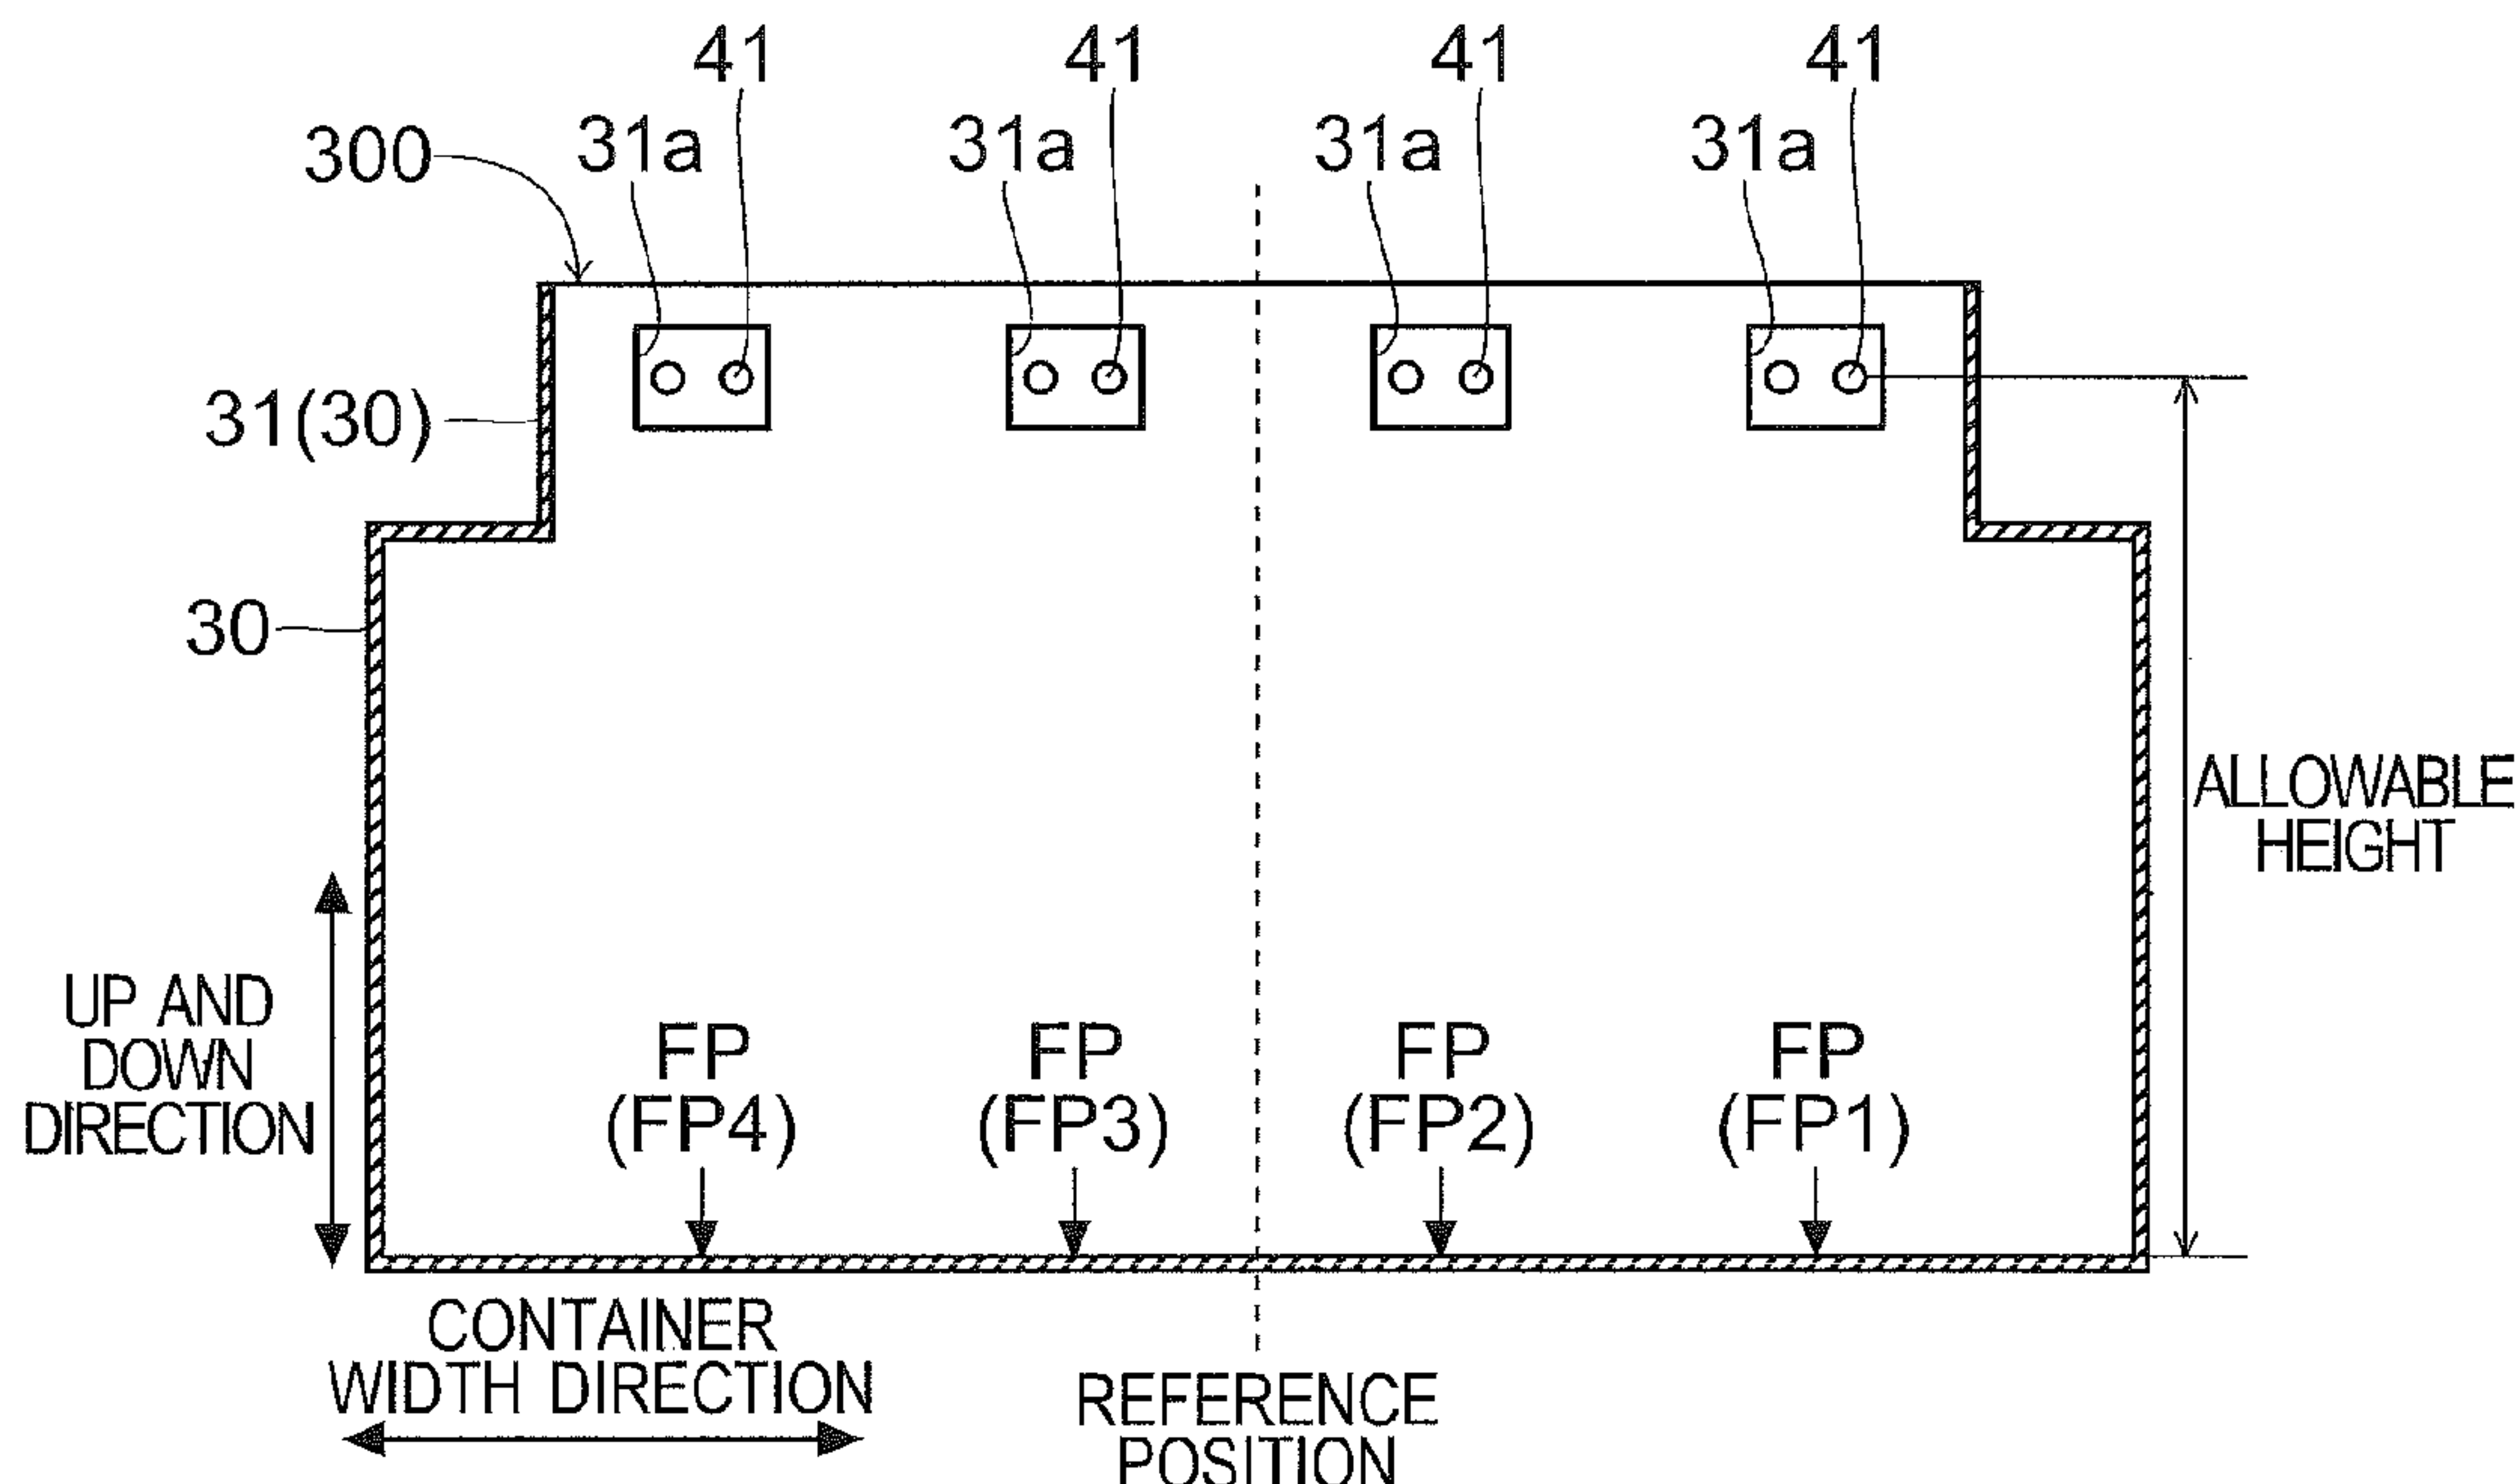 41 41 41 41
300 31a 31a 31a 31a
31(30)
30
ALLOWABLE
HEIGHT
UP AND
DOWN
DIRECTION
FP FP FP FP
(FP4) (FP3) (FP2) (FP1)
CONTAINER
WIDTH DIRECTION
REFERENCE
POSITION